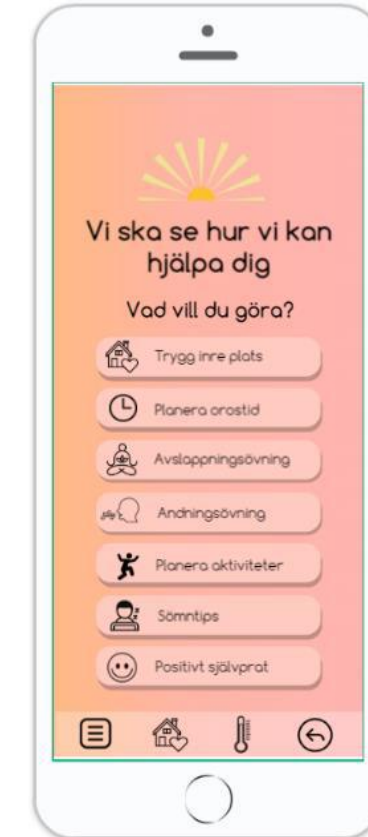 Vi ska se hur vi kan
hjälpa dig
Vad vill du göra?
Trygg inre plats
Planera orostid
Avslappningsövning
Andningsövning
Planera aktiviteter
Sömntips
Positivt självprat